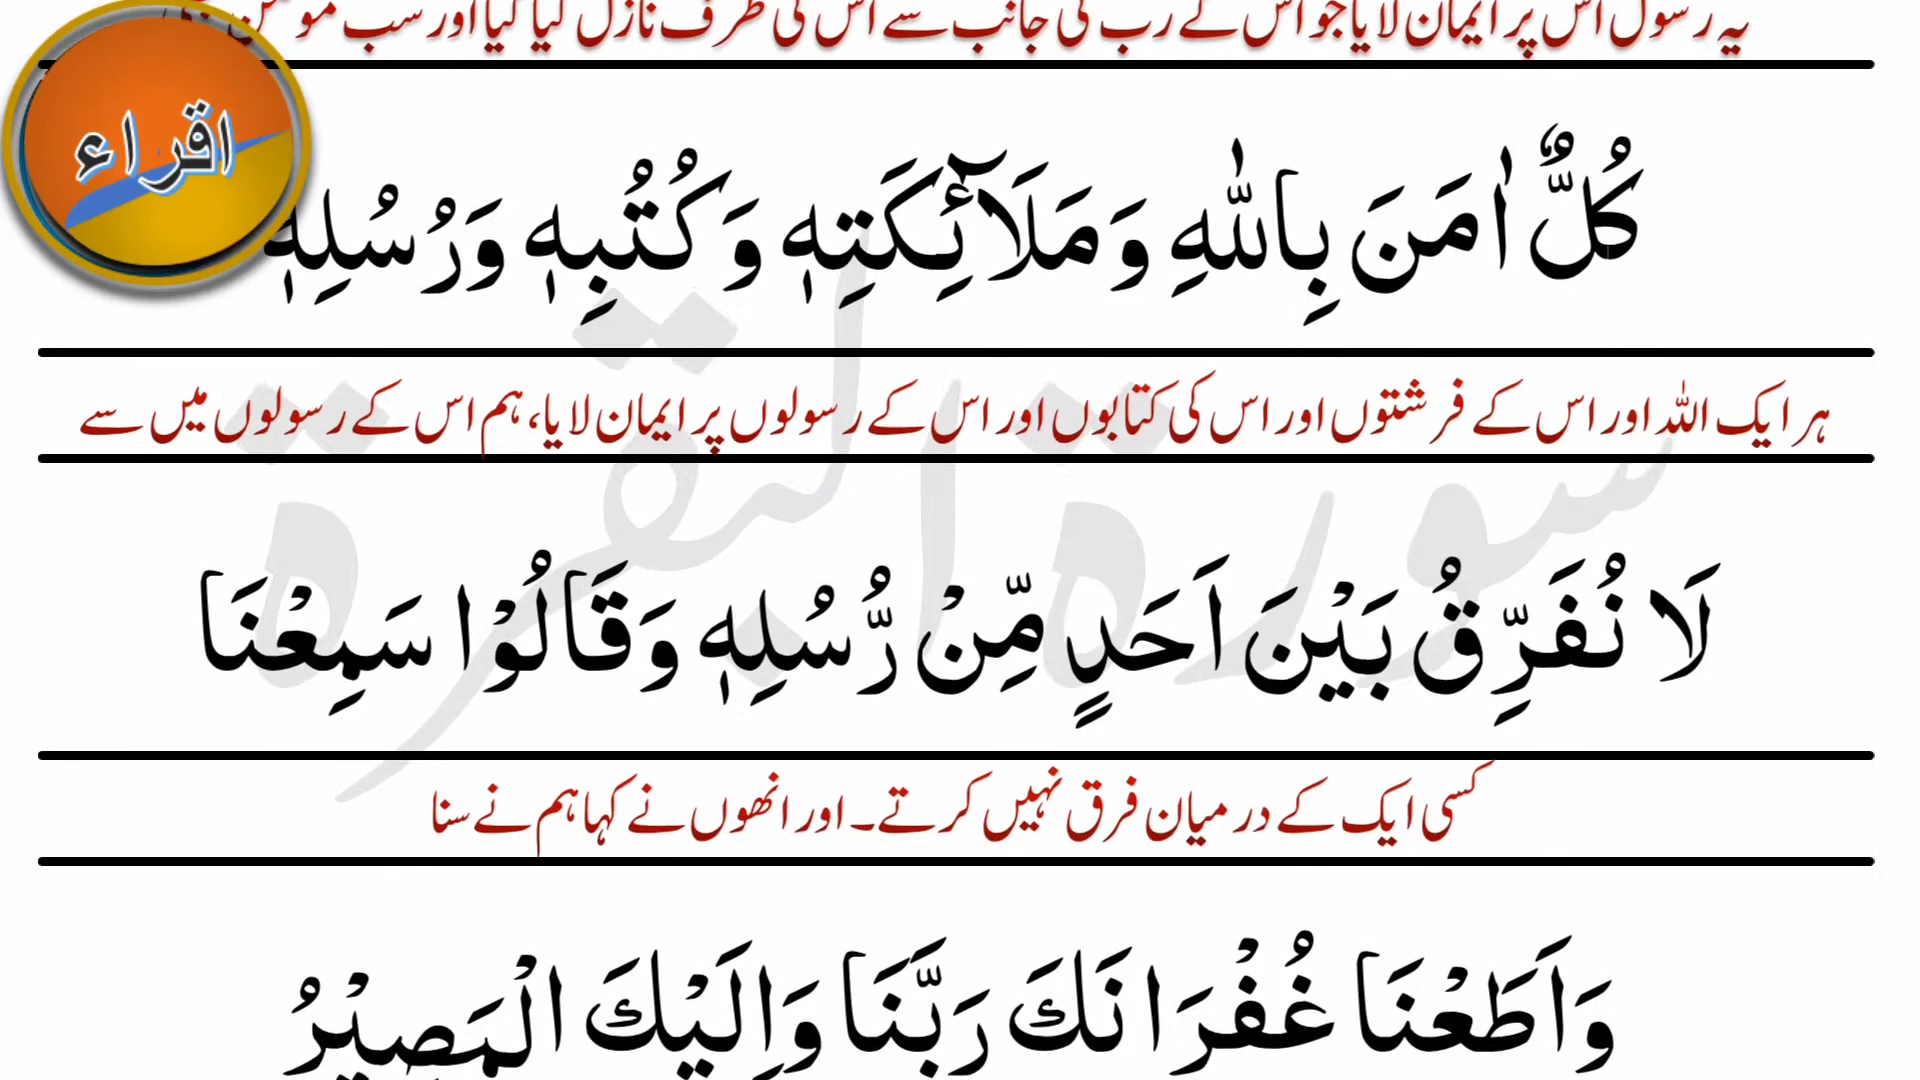 یہ رسول اس پر ایمان لایا جو اس کے رب کی جانب سے اس کی طرف نازل کیا گیا اور سب مومن بھی
اقراء
كُلٌّ اٰمَنَ بِاللّٰهِ وَمَلَآئِكَتِهٖ وَكُتُبِهٖ وَرُسُلِهٖ
ہر ایک اللہ اور اس کے فرشتوں اور اس کی کتابوں اور اس کے رسولوں پر ایمان لایا، ہم اس کے رسولوں میں سے
سورة البقرة
لَا نُفَرِّقُ بَيْنَ اَحَدٍ مِّنْ رُّسُلِهٖ وَقَالُوْا سَمِعْنَا
کسی ایک کے درمیان فرق نہیں کرتے۔ اور انھوں نے کہا ہم نے سنا
وَاَطَعْنَا غُفْرَانَكَ رَبَّنَا وَاِلَيْكَ الْمَصِيْرُ